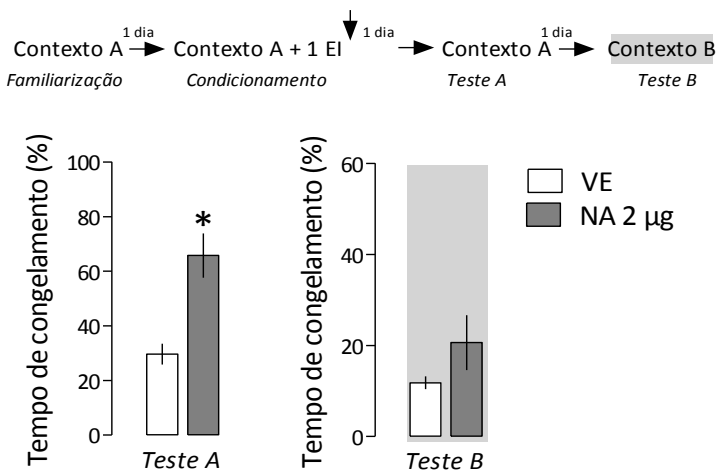 1 dia
1 dia
1 dia
Contexto A
Contexto A + 1 EI
Contexto A
Contexto B
Familiarização
Condicionamento
Teste A
Teste B
Tempo de congelamento (%)
100
80
60
40
20
0
*
Teste A
Tempo de congelamento (%)
60
40
20
0
Teste B
VE
NA 2 µg